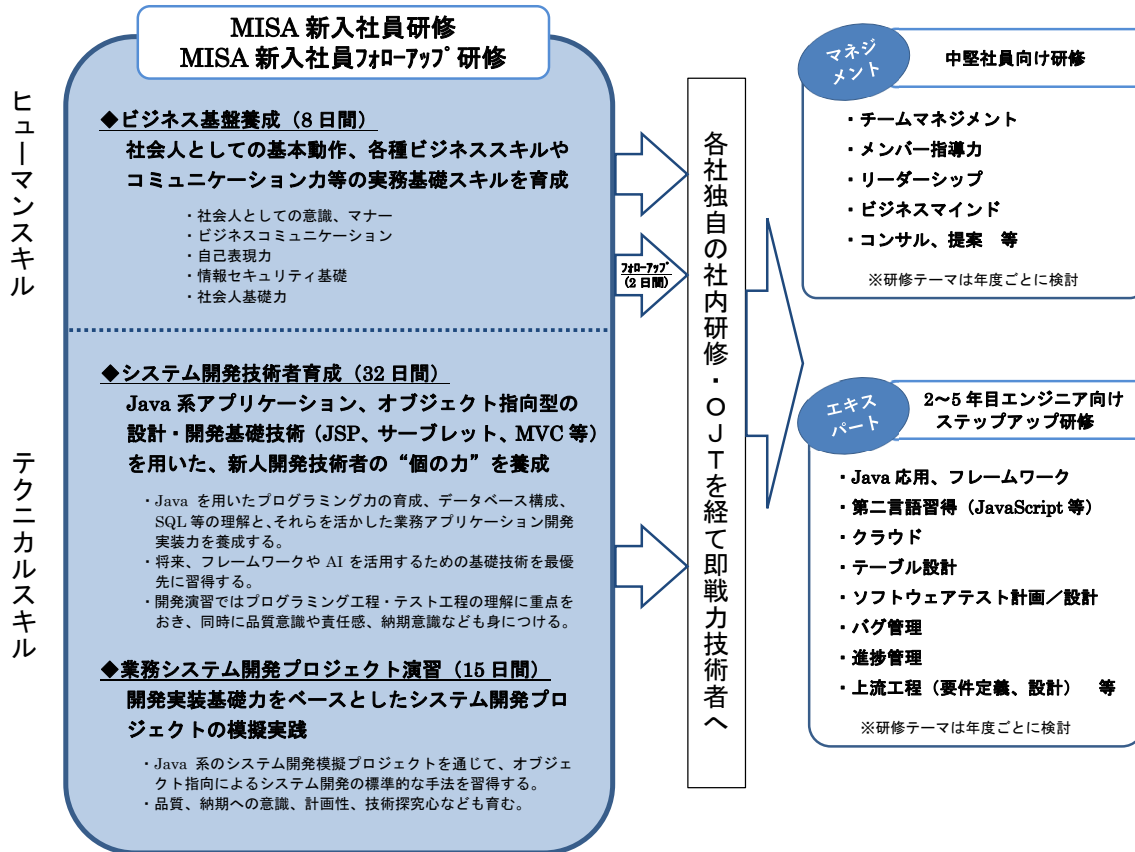 MISA 新入社員研修
MISA 新入社員フォローアップ研修
ヒューマンスキル
◆ビジネス基盤養成（8 日間）
社会人としての基本動作、各種ビジネススキルや
コミュニケーション力等の実務基礎スキルを育成
・社会人としての意識、マナー
・ビジネスコミュニケーション
・自己表現力
・情報セキュリティ基礎
・社会人基礎力
フォローアップ
(2 日間)
テクニカルスキル
◆システム開発技術者育成（32 日間）
Java 系アプリケーション、オブジェクト指向型の
設計・開発基礎技術（JSP、サーブレット、MVC 等）
を用いた、新人開発技術者の“個の力”を養成
・Java を用いたプログラミング力の育成、データベース構成、
SQL 等の理解と、それらを活かした業務アプリケーション開発
実装力を養成する。
・将来、フレームワークや AI を活用するための基礎技術を最優
先に習得する。
・開発演習ではプログラミング工程・テスト工程の理解に重点を
おき、同時に品質意識や責任感、納期意識なども身につける。
◆業務システム開発プロジェクト演習（15 日間）
開発実装基礎力をベースとしたシステム開発プロ
ジェクトの模擬実践
・Java 系のシステム開発模擬プロジェクトを通じて、オブジェ
クト指向によるシステム開発の標準的な手法を習得する。
・品質、納期への意識、計画性、技術探究心なども育む。
各社独自の社内研修・ＯＪＴを経て即戦力技術者へ
マネジ
メント
中堅社員向け研修
・チームマネジメント
・メンバー指導力
・リーダーシップ
・ビジネスマインド
・コンサル、提案　等
※研修テーマは年度ごとに検討
エキス
パート
2～5 年目エンジニア向け
ステップアップ研修
・Java 応用、フレームワーク
・第二言語習得（JavaScript 等）
・クラウド
・テーブル設計
・ソフトウェアテスト計画／設計
・バグ管理
・進捗管理
・上流工程（要件定義、設計）　等
※研修テーマは年度ごとに検討